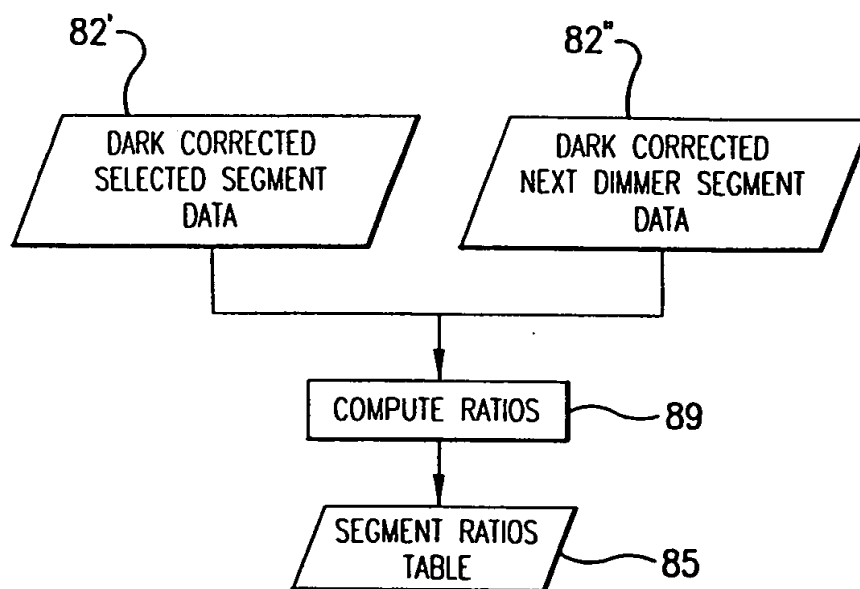 82' 82"
DARK CORRECTED
SELECTED SEGMENT
DATA
DARK CORRECTED
NEXT DIMMER SEGMENT
DATA
COMPUTE RATIOS 89
SEGMENT RATIOS
TABLE
85